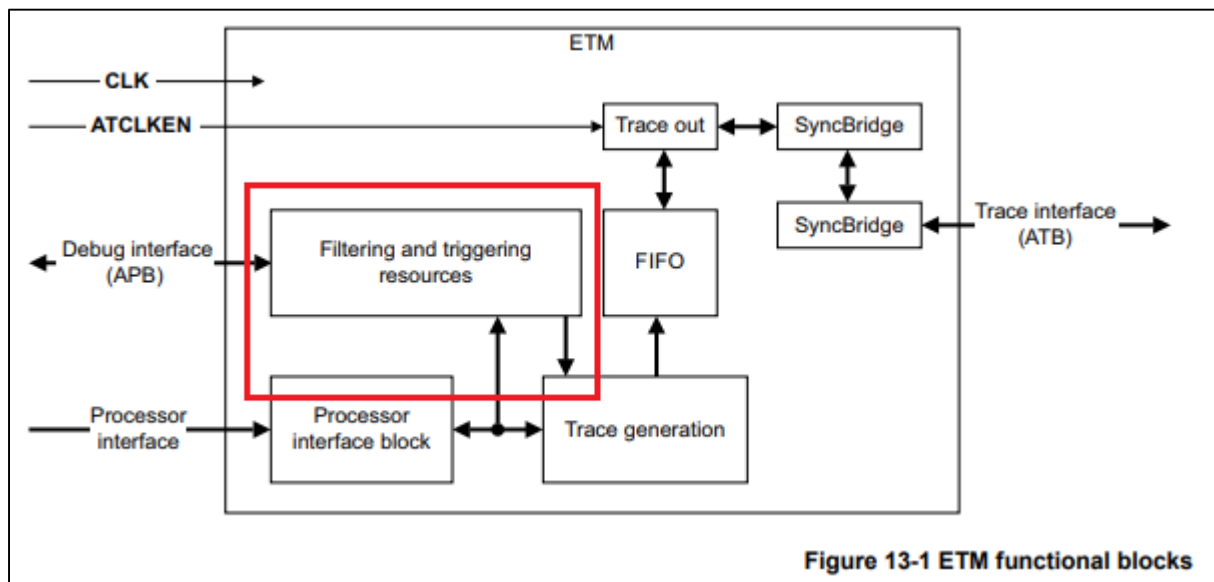 ETM
CLK
ATCLKEN
Trace out
SyncBridge
SyncBridge
Trace interface
(ATB)
Debug interface
(APB)
Filtering and triggering
resources
FIFO
Processor
interface
Processor
interface block
Trace generation
Figure 13-1 ETM functional blocks